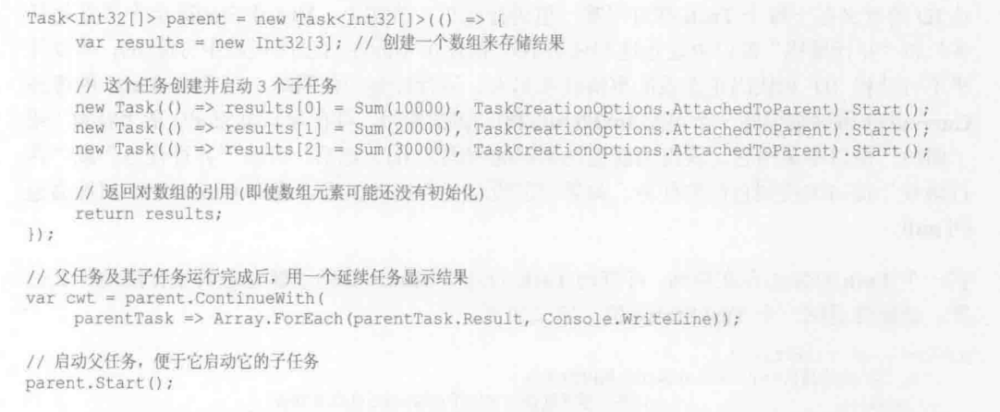 Task<Int32[]> parent = new Task<Int32[]>(() => {
var results = new Int32[3]; // 创建一个数组来存储结果
// 这个任务创建并启动 3 个子任务
new Task(() => results[0] = Sum(10000), TaskCreationOptions.AttachedToParent).Start();
new Task(() => results[1] = Sum(20000), TaskCreationOptions.AttachedToParent).Start();
new Task(() => results[2] = Sum(30000), TaskCreationOptions.AttachedToParent).Start();
// 返回对数组的引用(即使数组元素可能还没有初始化)
return results;
});
// 父任务及其子任务运行完成后，用一个延续任务显示结果
var cwt = parent.ContinueWith(
parentTask => Array.ForEach(parentTask.Result, Console.WriteLine));
// 启动父任务，便于它启动它的子任务
parent.Start();